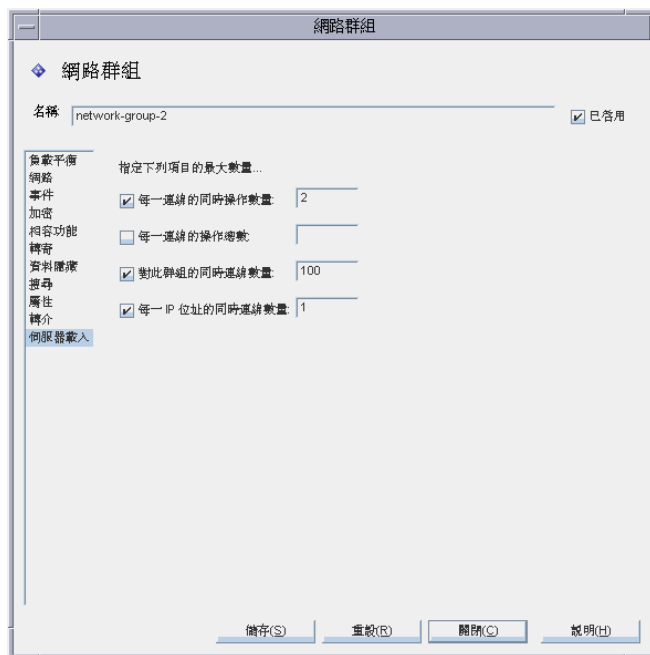 網路群組
網路群組
名稱: network-group-2 已啓用
負載平衡
網路
事件
加密
相容功能
轉寄
資料隱藏
搜尋
屬性
轉介
伺服器載入
指定下列項目的最大數量...
每一連線的同時操作數量: 2
每一連線的操作總數:
對此群組的同時連線數量: 100
每一 IP 位址的同時連線數量: 1
儲存(S) 重設(R) 關閉(C) 說明(H)